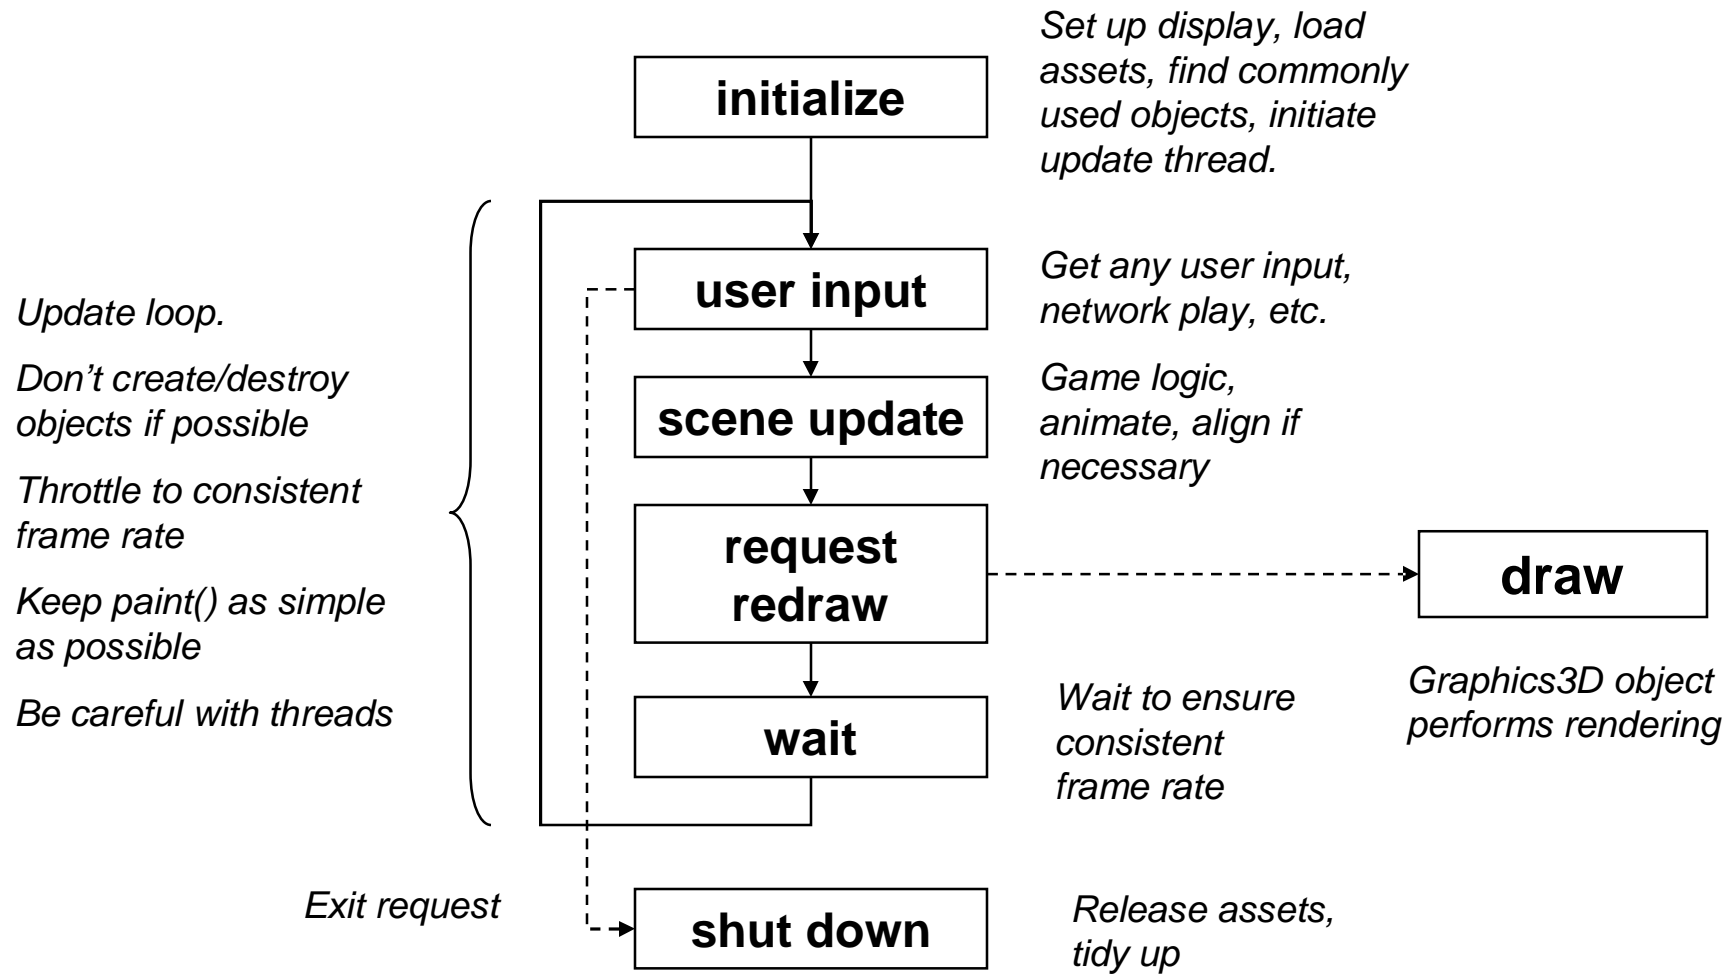 initialize
Set up display, load
assets, find commonly
used objects, initiate
update thread.
user input
Get any user input,
network play, etc.
Update loop.
Don’t create/destroy
objects if possible
Throttle to consistent
frame rate
Keep paint() as simple
as possible
Be careful with threads
scene update
Game logic,
animate, align if
necessary
request
redraw
draw
Graphics3D object
performs rendering
wait
Wait to ensure
consistent
frame rate
Exit request
shut down
Release assets,
tidy up